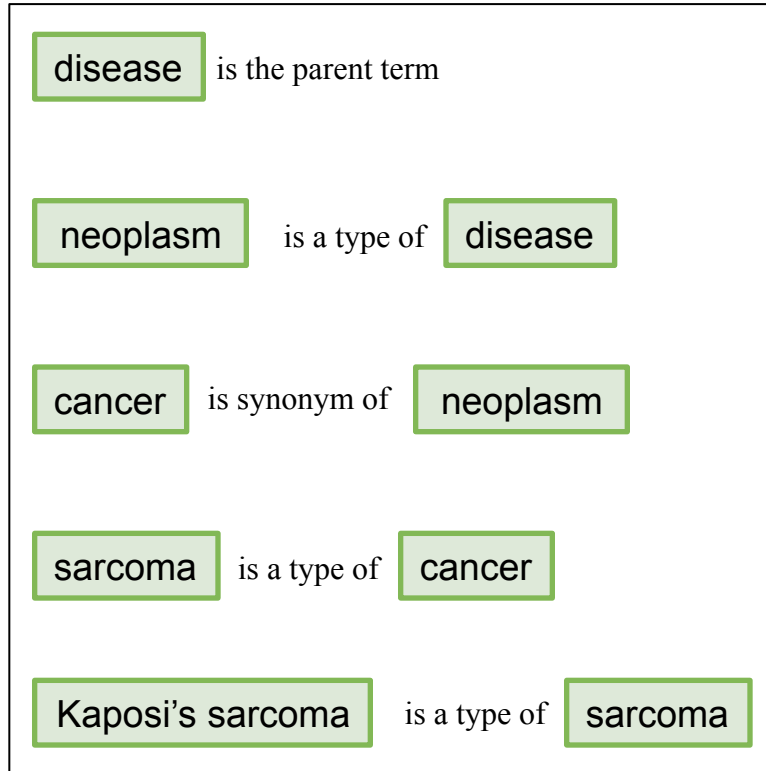 disease is the parent term
neoplasm is a type of disease
cancer is synonym of neoplasm
sarcoma is a type of cancer
Kaposi’s sarcoma is a type of sarcoma